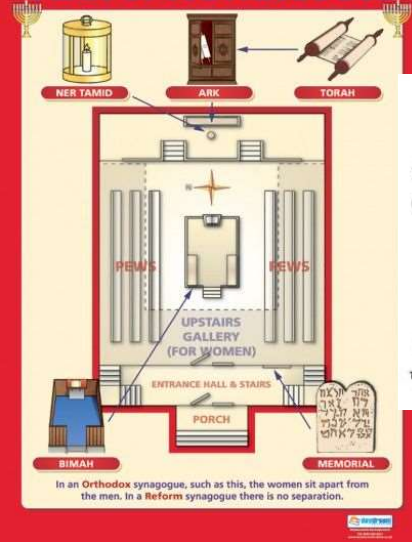 NER TAMID
ARK
TORAH
N
PEWS
PEWS
UPSTAIRS
GALLERY
(FOR WOMEN)
ENTRANCE HALL & STAIRS
PORCH
BIMAH
MEMORIAL
In an Orthodox synagogue, such as this, the women sit apart from
the men. In a Reform synagogue there is no separation.